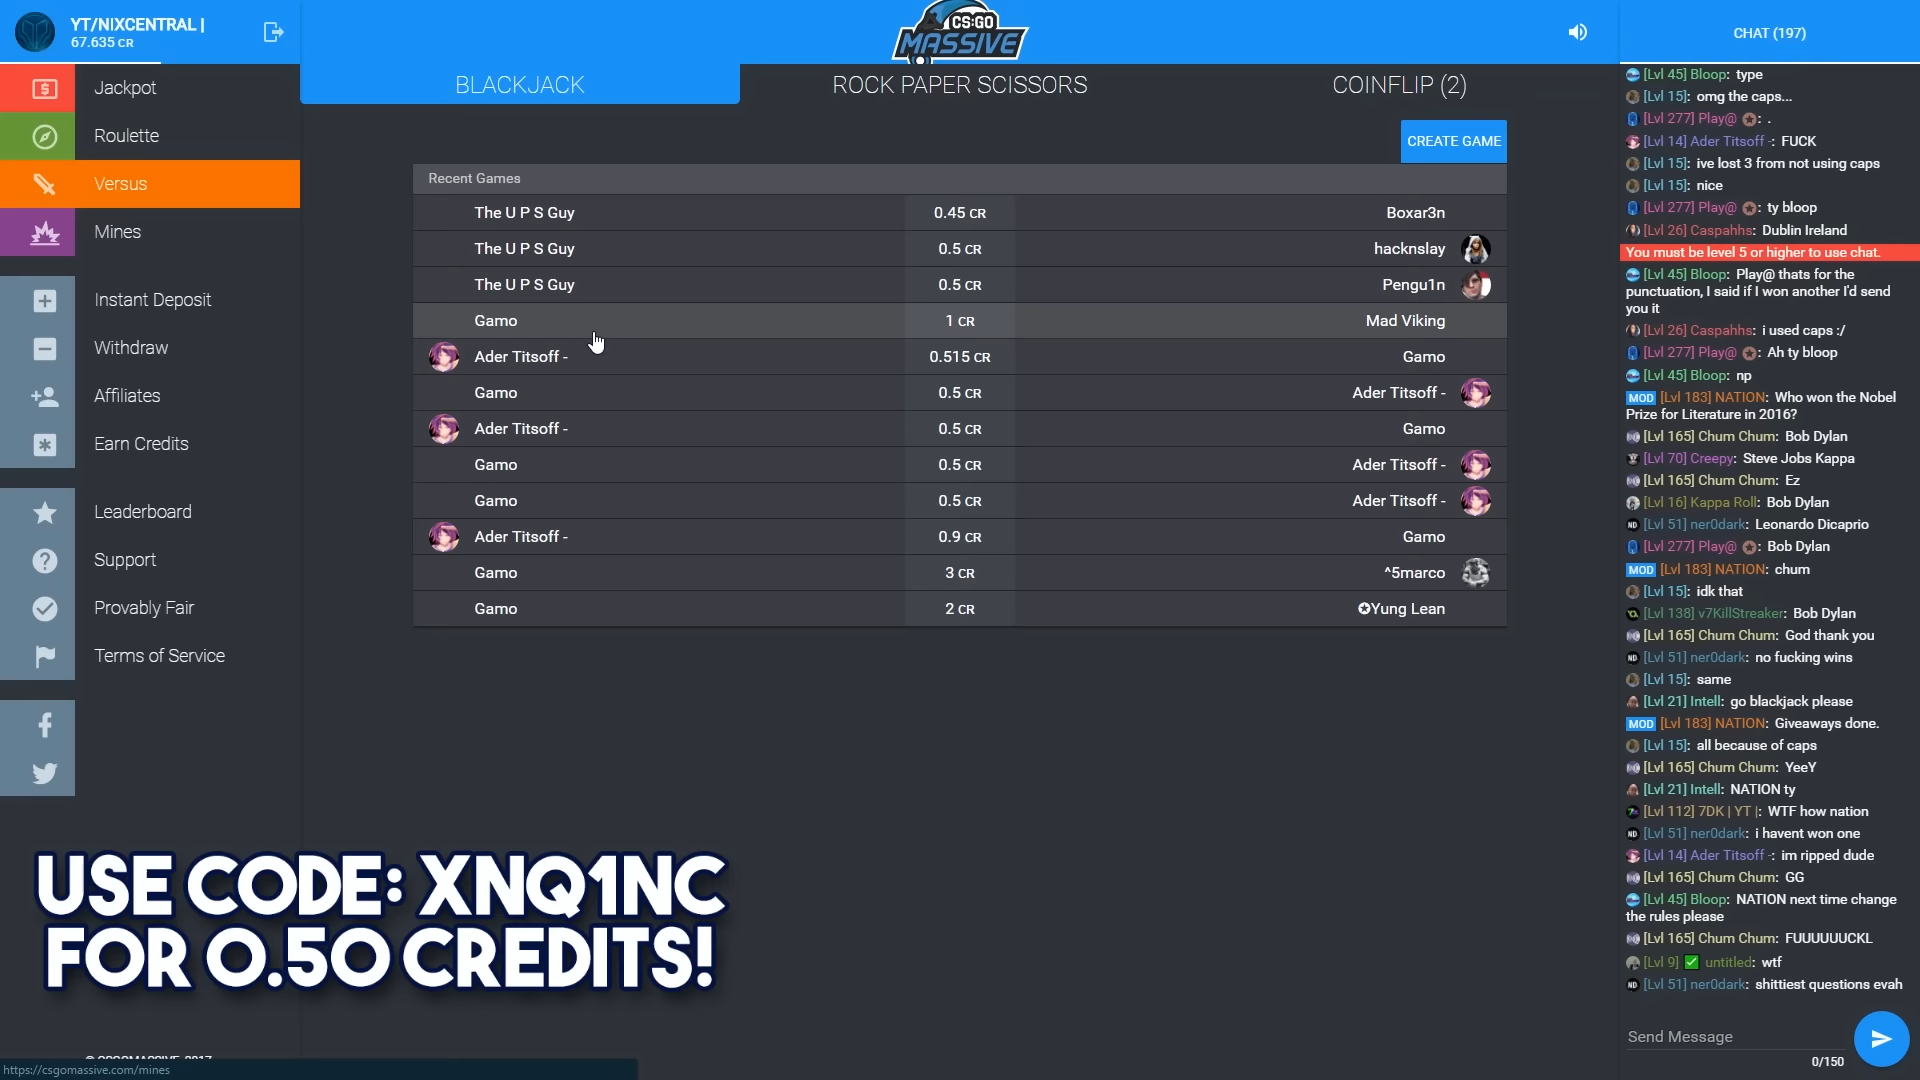 YT/NIXCENTRAL |
67.635 CR
CS:GO
MASSIVE
CHAT (197)
Jackpot
Roulette
Versus
Mines
Instant Deposit
Withdraw
Affiliates
Earn Credits
Leaderboard
Support
Provably Fair
Terms of Service
BLACKJACK
ROCK PAPER SCISSORS
COINFLIP (2)
CREATE GAME
Recent Games
The U P S Guy 0.45 CR Boxar3n
The U P S Guy 0.5 CR hacknslay
The U P S Guy 0.5 CR Pengu1n
Gamo 1 CR Mad Viking
Ader Titsoff - 0.515 CR Gamo
Gamo 0.5 CR Ader Titsoff -
Ader Titsoff - 0.5 CR Gamo
Gamo 0.5 CR Ader Titsoff -
Gamo 0.5 CR Ader Titsoff -
Ader Titsoff - 0.9 CR Gamo
Gamo 3 CR ^5marco
Gamo 2 CR ✪Yung Lean
USE CODE: XNQ1NC
FOR 0.50 CREDITS!
© CSGOMASSIVE, 2017
https://csgomassive.com/mines
[Lvl 45] Bloop: type
[Lvl 15]: omg the caps...
[Lvl 277] Play@ ✪: .
[Lvl 14] Ader Titsoff -: FUCK
[Lvl 15]: ive lost 3 from not using caps
[Lvl 15]: nice
[Lvl 277] Play@ ✪: ty bloop
[Lvl 26] Caspahhs: Dublin Ireland
You must be level 5 or higher to use chat.
[Lvl 45] Bloop: Play@ thats for the
punctuation, I said if I won another I'd send
you it
[Lvl 26] Caspahhs: i used caps :/
[Lvl 277] Play@ ✪: Ah ty bloop
[Lvl 45] Bloop: np
MOD [Lvl 183] NATION: Who won the Nobel
Prize for Literature in 2016?
[Lvl 165] Chum Chum: Bob Dylan
[Lvl 70] Creepy: Steve Jobs Kappa
[Lvl 165] Chum Chum: Ez
[Lvl 16] Kappa Roll: Bob Dylan
[Lvl 51] ner0dark: Leonardo Dicaprio
[Lvl 277] Play@ ✪: Bob Dylan
MOD [Lvl 183] NATION: chum
[Lvl 15]: idk that
[Lvl 138] v7KillStreaker: Bob Dylan
[Lvl 165] Chum Chum: God thank you
[Lvl 51] ner0dark: no fucking wins
[Lvl 15]: same
[Lvl 21] Intell: go blackjack please
MOD [Lvl 183] NATION: Giveaways done.
[Lvl 15]: all because of caps
[Lvl 165] Chum Chum: YeeY
[Lvl 21] Intell: NATION ty
[Lvl 112] 7DK | YT |: WTF how nation
[Lvl 51] ner0dark: i havent won one
[Lvl 14] Ader Titsoff -: im ripped dude
[Lvl 165] Chum Chum: GG
[Lvl 45] Bloop: NATION next time change
the rules please
[Lvl 165] Chum Chum: FUUUUUUCKL
[Lvl 9] ✅ untitled: wtf
[Lvl 51] ner0dark: shittiest questions evah
Send Message
0/150